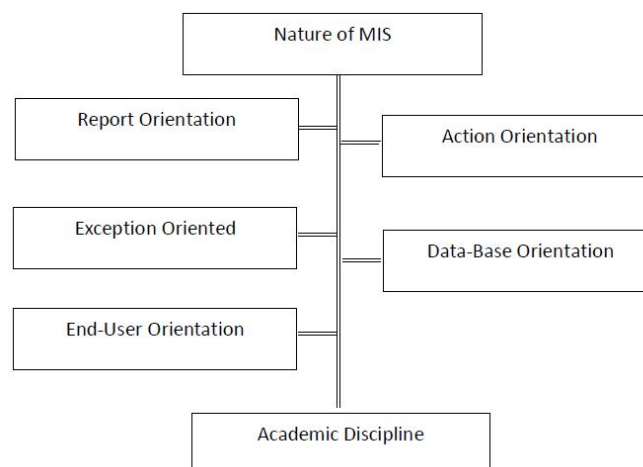 Nature of MIS
Report Orientation
Action Orientation
Exception Oriented
Data-Base Orientation
End-User Orientation
Academic Discipline